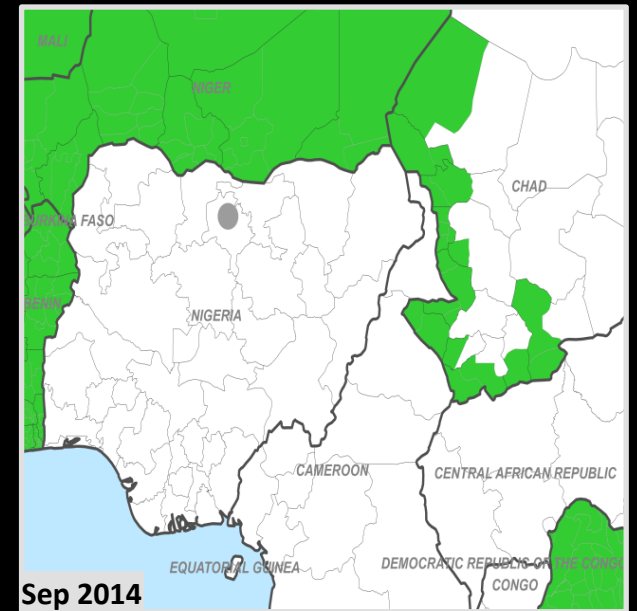 MALI
NIGER
CHAD
BURKINA FASO
BENIN
NIGERIA
CAMEROON
CENTRAL AFRICAN REPUBLIC
EQUATORIAL GUINEA
DEMOCRATIC REPUBLIC OF THE CONGO
CONGO
Sep 2014